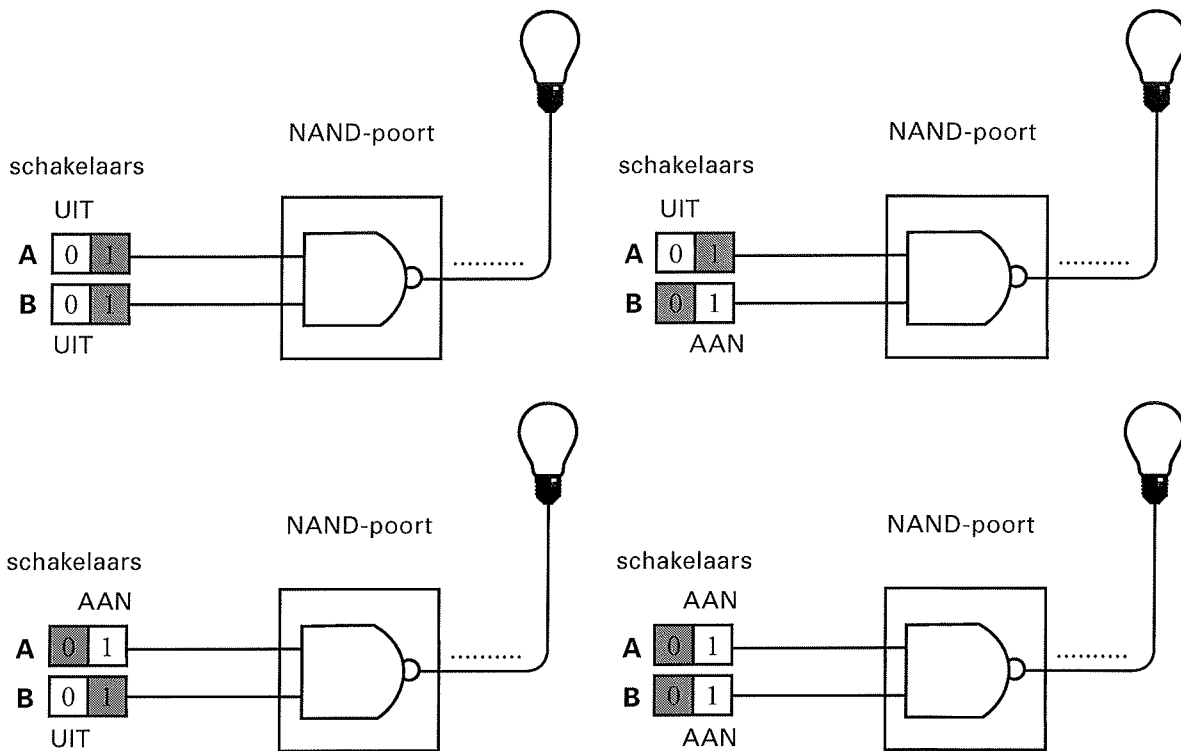 NAND-poort
schakelaars
UIT
A 0 1
..........
B 0 1
UIT
NAND-poort
schakelaars
UIT
A 0 1
..........
B 0 1
AAN
NAND-poort
schakelaars
AAN
A 0 1
..........
B 0 1
UIT
NAND-poort
schakelaars
AAN
A 0 1
..........
B 0 1
AAN